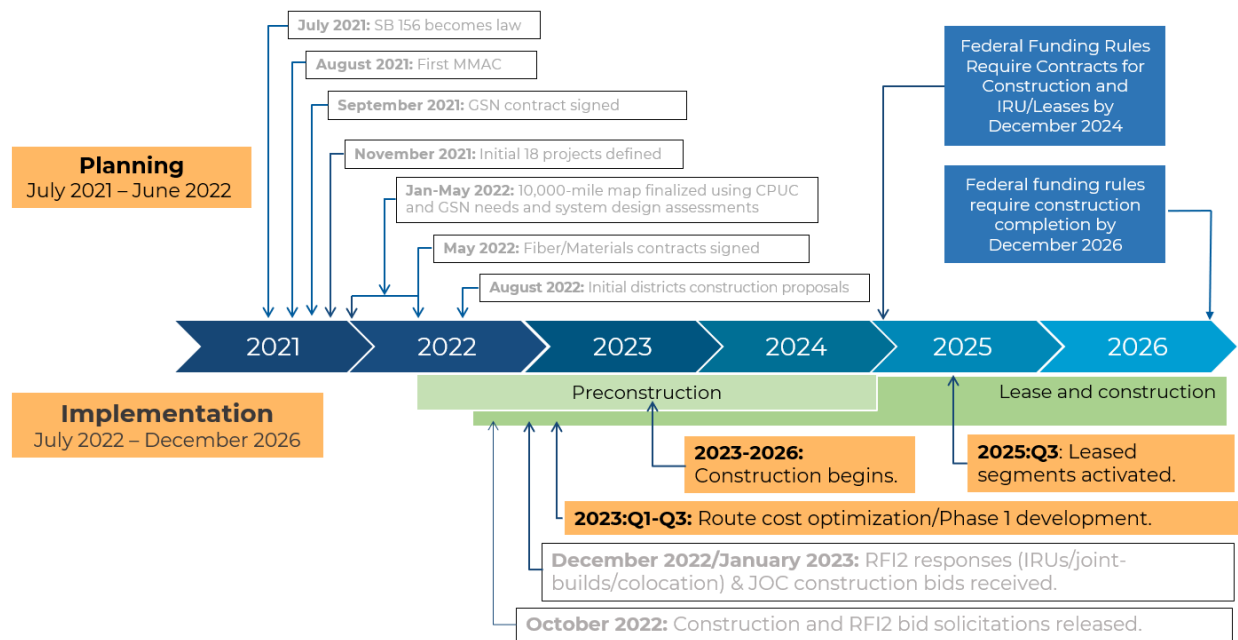 July 2021: SB 156 becomes law
August 2021: First MMAC
September 2021: GSN contract signed
November 2021: Initial 18 projects defined
Jan-May 2022: 10,000-mile map finalized using CPUC
and GSN needs and system design assessments
May 2022: Fiber/Materials contracts signed
August 2022: Initial districts construction proposals
Planning
July 2021 – June 2022
Federal Funding Rules
Require Contracts for
Construction and
IRU/Leases by
December 2024
Federal funding rules
require construction
completion by
December 2026
2021
2022
2023
2024
2025
2026
Preconstruction
Lease and construction
Implementation
July 2022 – December 2026
2023-2026:
Construction begins.
2025:Q3: Leased
segments activated.
2023:Q1-Q3: Route cost optimization/Phase 1 development.
December 2022/January 2023: RFI2 responses (IRUs/joint-
builds/colocation) & JOC construction bids received.
October 2022: Construction and RFI2 bid solicitations released.